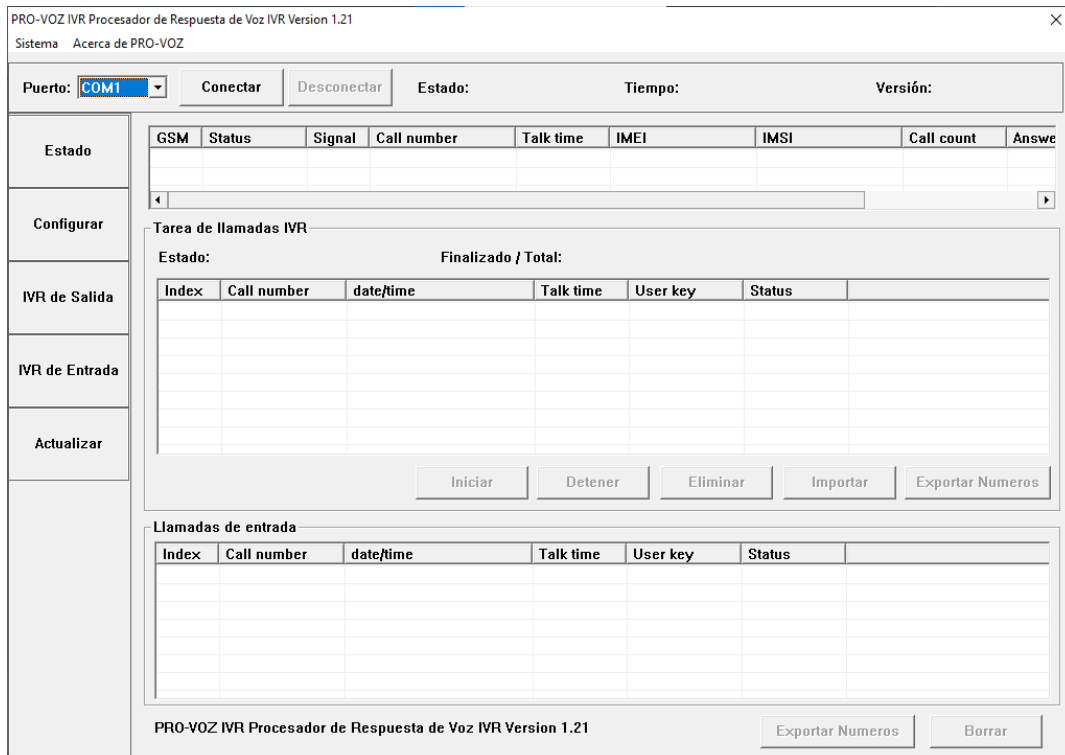 PRO-VOZ IVR Procesador de Respuesta de Voz IVR Version 1.21
Sistema Acerca de PRO-VOZ
Puerto: COM1 Conectar Desconectar Estado: Tiempo: Versión:
Estado
Configurar
IVR de Salida
IVR de Entrada
Actualizar
GSM Status Signal Call number Talk time IMEI IMSI Call count Answe
Tarea de llamadas IVR
Estado: Finalizado / Total:
Index Call number date/time Talk time User key Status
Iniciar Detener Eliminar Importar Exportar Numeros
Llamadas de entrada
Index Call number date/time Talk time User key Status
PRO-VOZ IVR Procesador de Respuesta de Voz IVR Version 1.21
Exportar Numeros Borrar